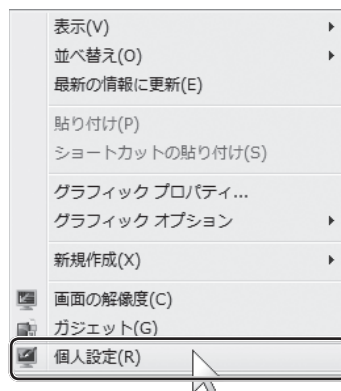 表示(V)
並べ替え(O)
最新の情報に更新(E)
貼り付け(P)
ショートカットの貼り付け(S)
グラフィック プロパティ...
グラフィック オプション
新規作成(X)
画面の解像度(C)
ガジェット(G)
個人設定(R)